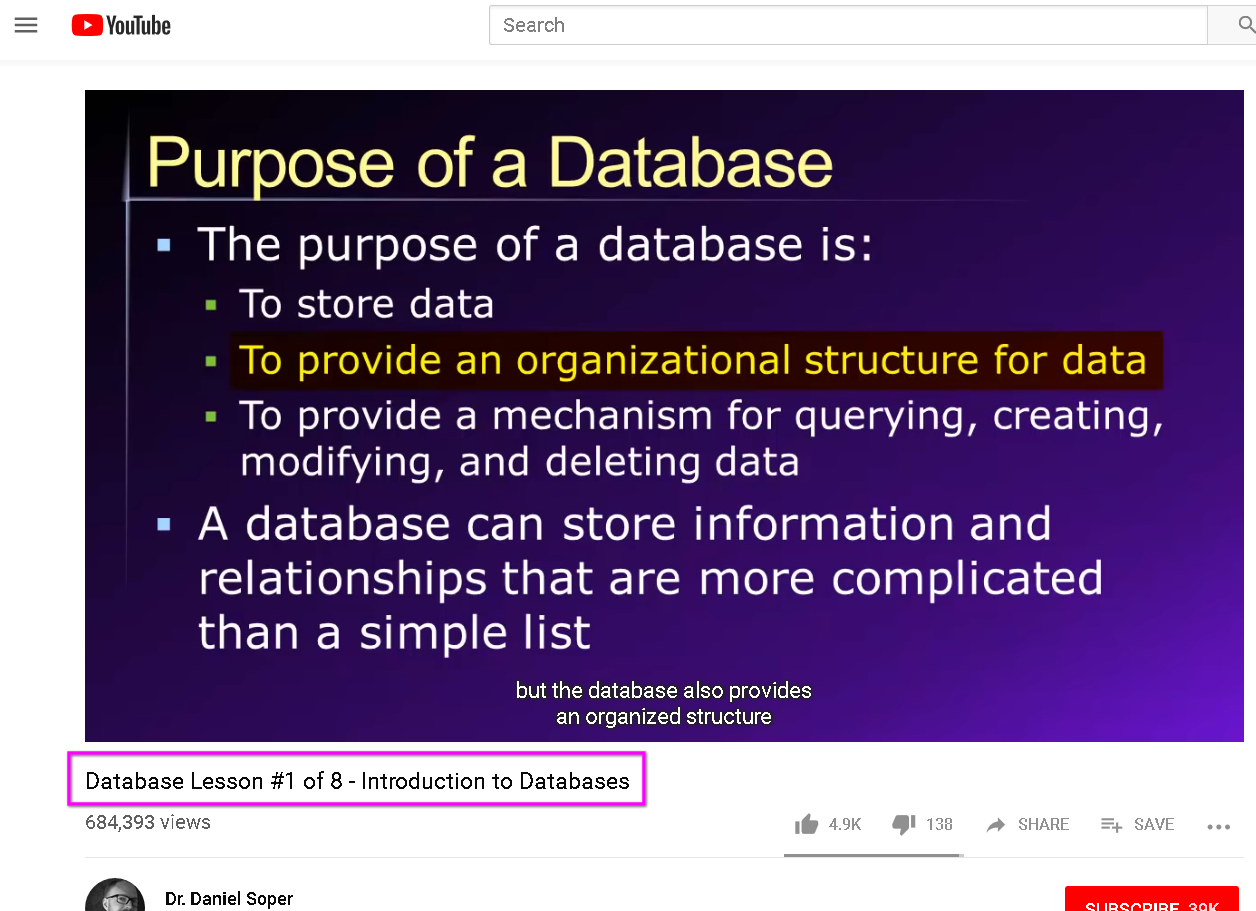 YouTube
Search
Purpose of a Database
The purpose of a database is:
To store data
To provide an organizational structure for data
To provide a mechanism for querying, creating,
modifying, and deleting data
A database can store information and
relationships that are more complicated
than a simple list
but the database also provides
an organized structure
Database Lesson #1 of 8 - Introduction to Databases
684,393 views
4.9K 138 SHARE SAVE
Dr. Daniel Soper
SUBSCRIBE 39K